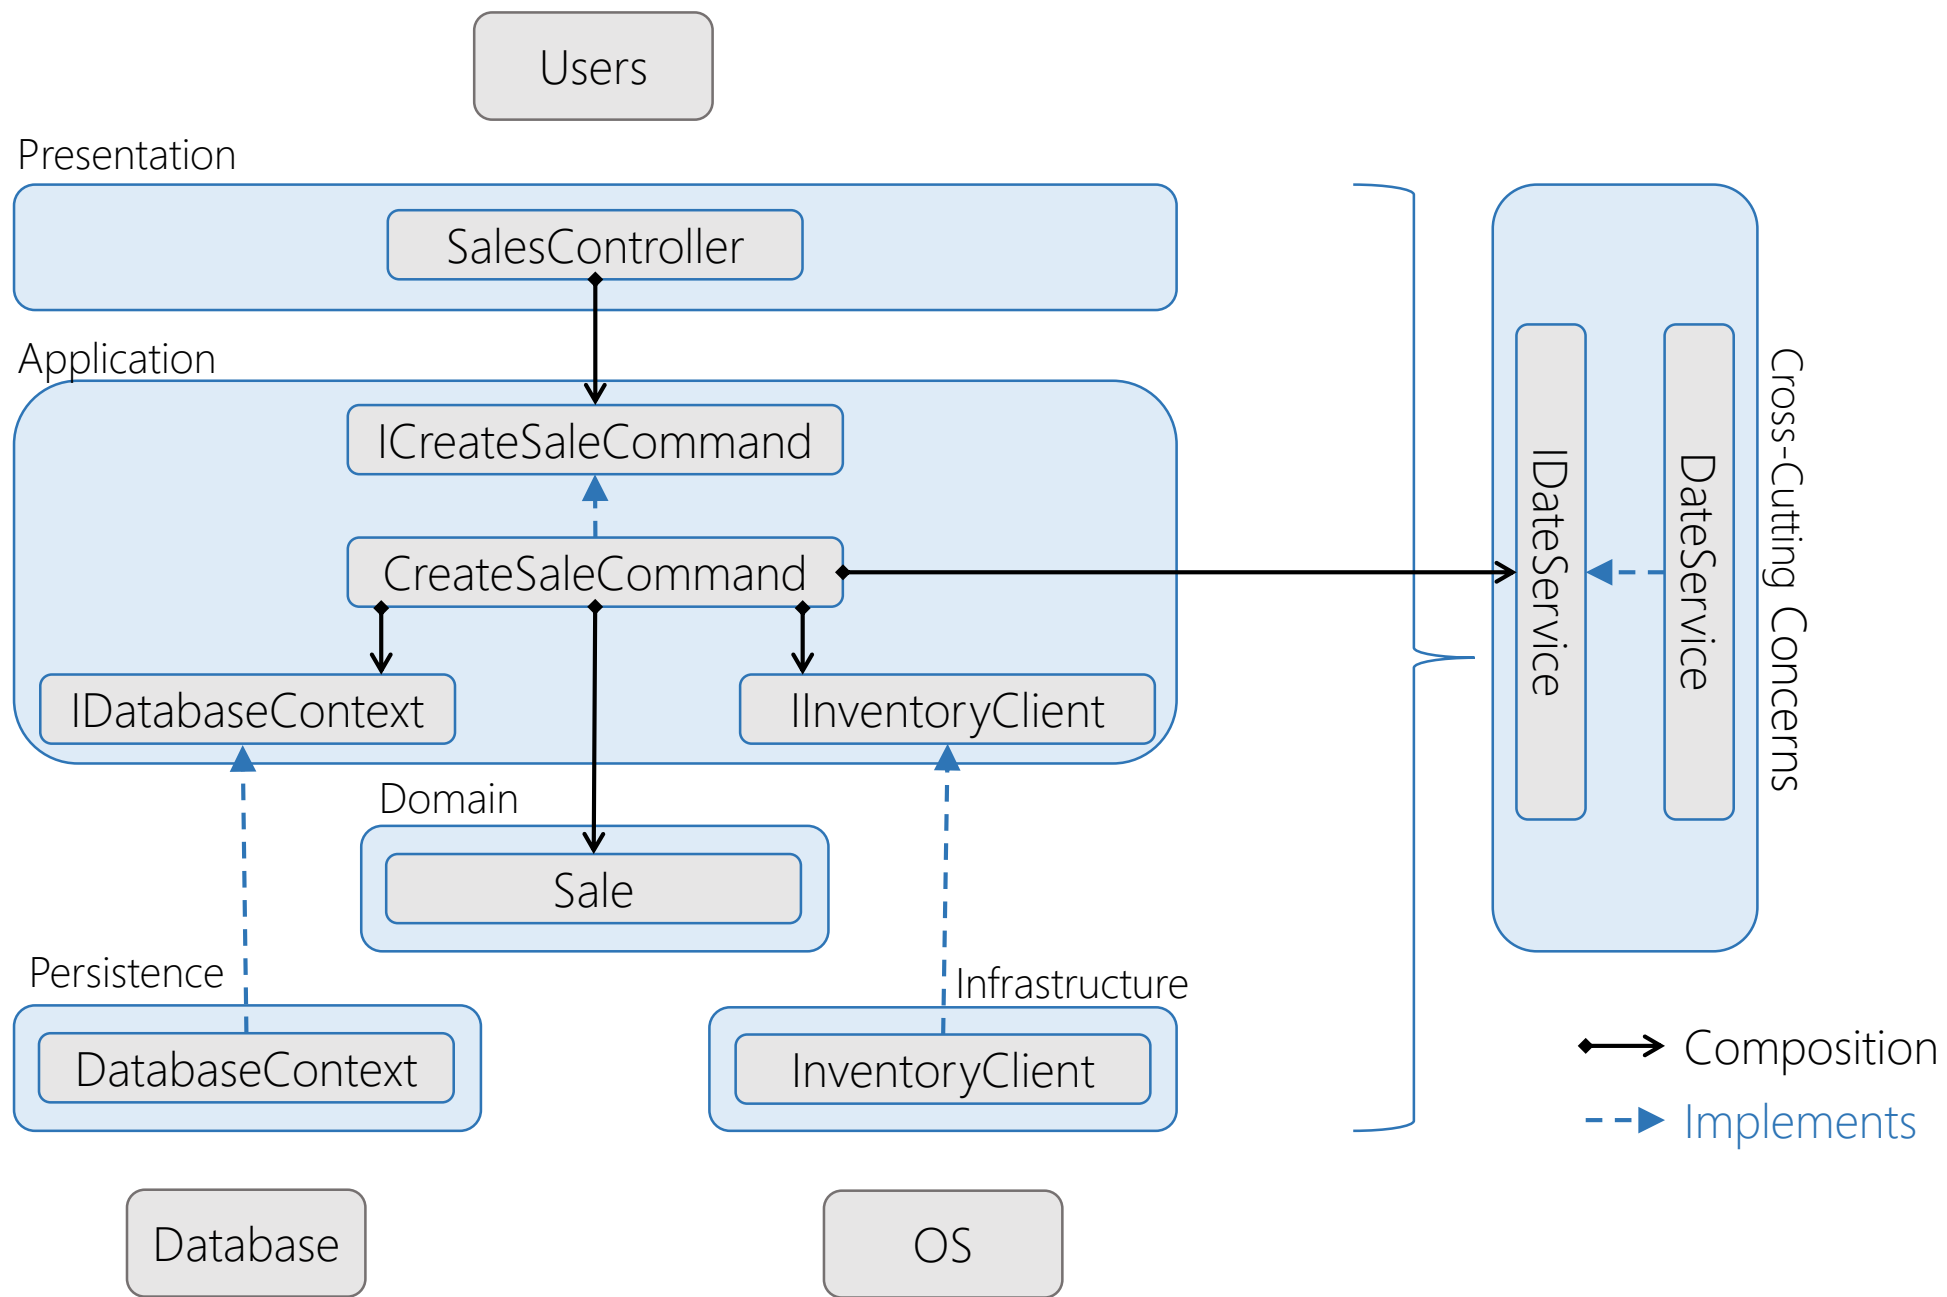 Users
Presentation
SalesController
Application
ICreateSaleCommand
CreateSaleCommand
IDatabaseContext
IInventoryClient
Domain
Sale
Persistence
Infrastructure
DatabaseContext
InventoryClient
Database
OS
IDateService
DateService
Cross-Cutting Concerns
Composition
Implements